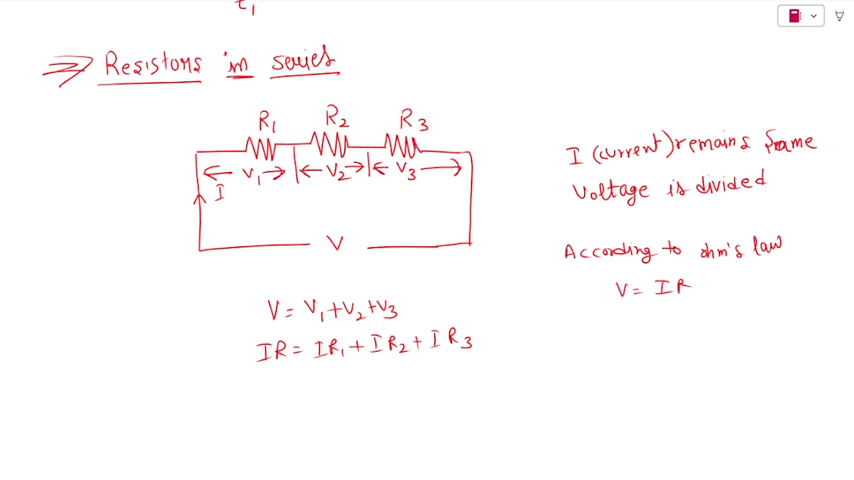 τ₁
⇒ Resistors in series
R₁ R₂ R₃
I V₁ V₂ V₃
V
I (current) remains same
Voltage is divided
According to ohm's law
V = IR
V = V₁+V₂+V₃
IR = IR₁ + IR₂ + IR₃